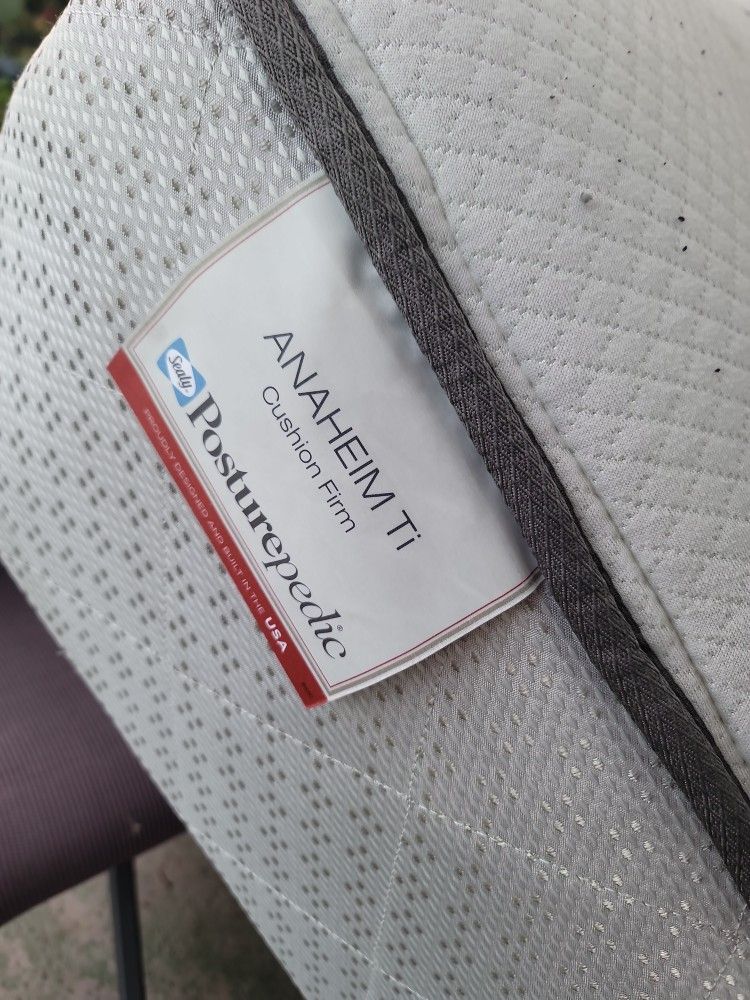 ANAHEIM Ti
Cushion Firm
Sealy
Posturepedic®
PROUDLY DESIGNED AND BUILT IN THE USA